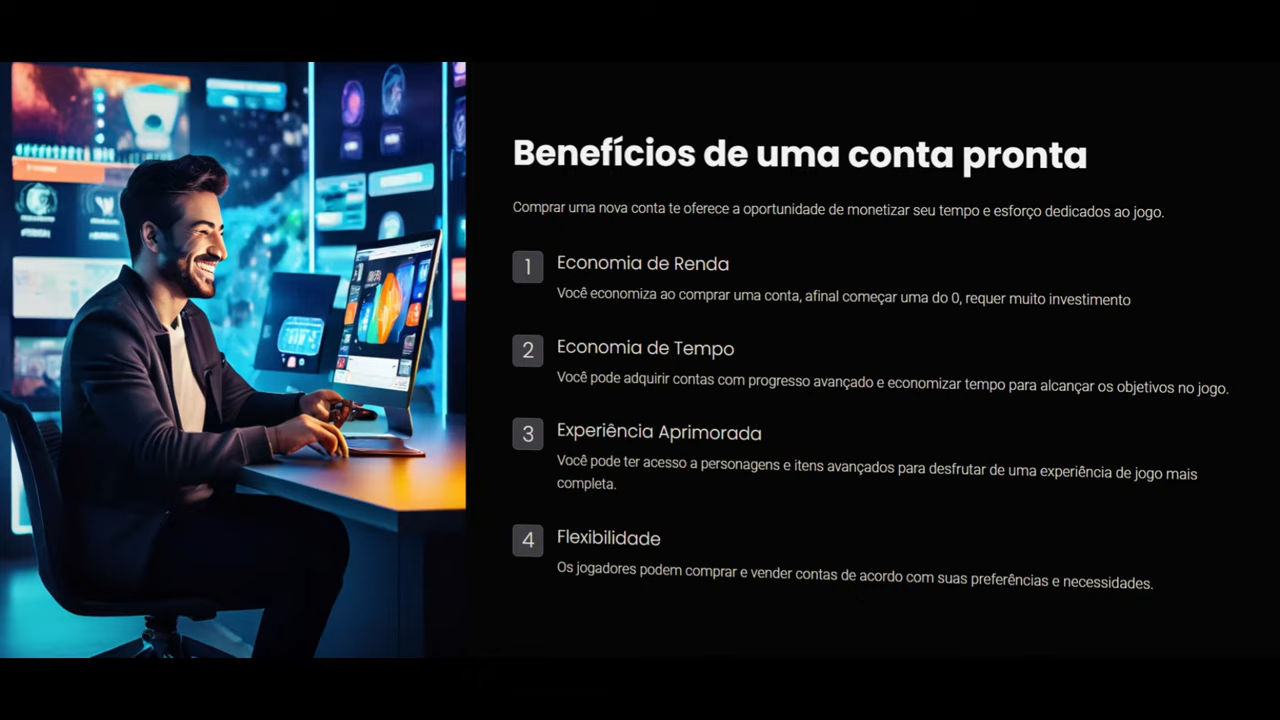 Benefícios de uma conta pronta
Comprar uma nova conta te oferece a oportunidade de monetizar seu tempo e esforço dedicados ao jogo.
1 Economia de Renda
Você economiza ao comprar uma conta, afinal começar uma do 0, requer muito investimento
2 Economia de Tempo
Você pode adquirir contas com progresso avançado e economizar tempo para alcançar os objetivos no jogo.
3 Experiência Aprimorada
Você pode ter acesso a personagens e itens avançados para desfrutar de uma experiência de jogo mais
completa.
4 Flexibilidade
Os jogadores podem comprar e vender contas de acordo com suas preferências e necessidades.